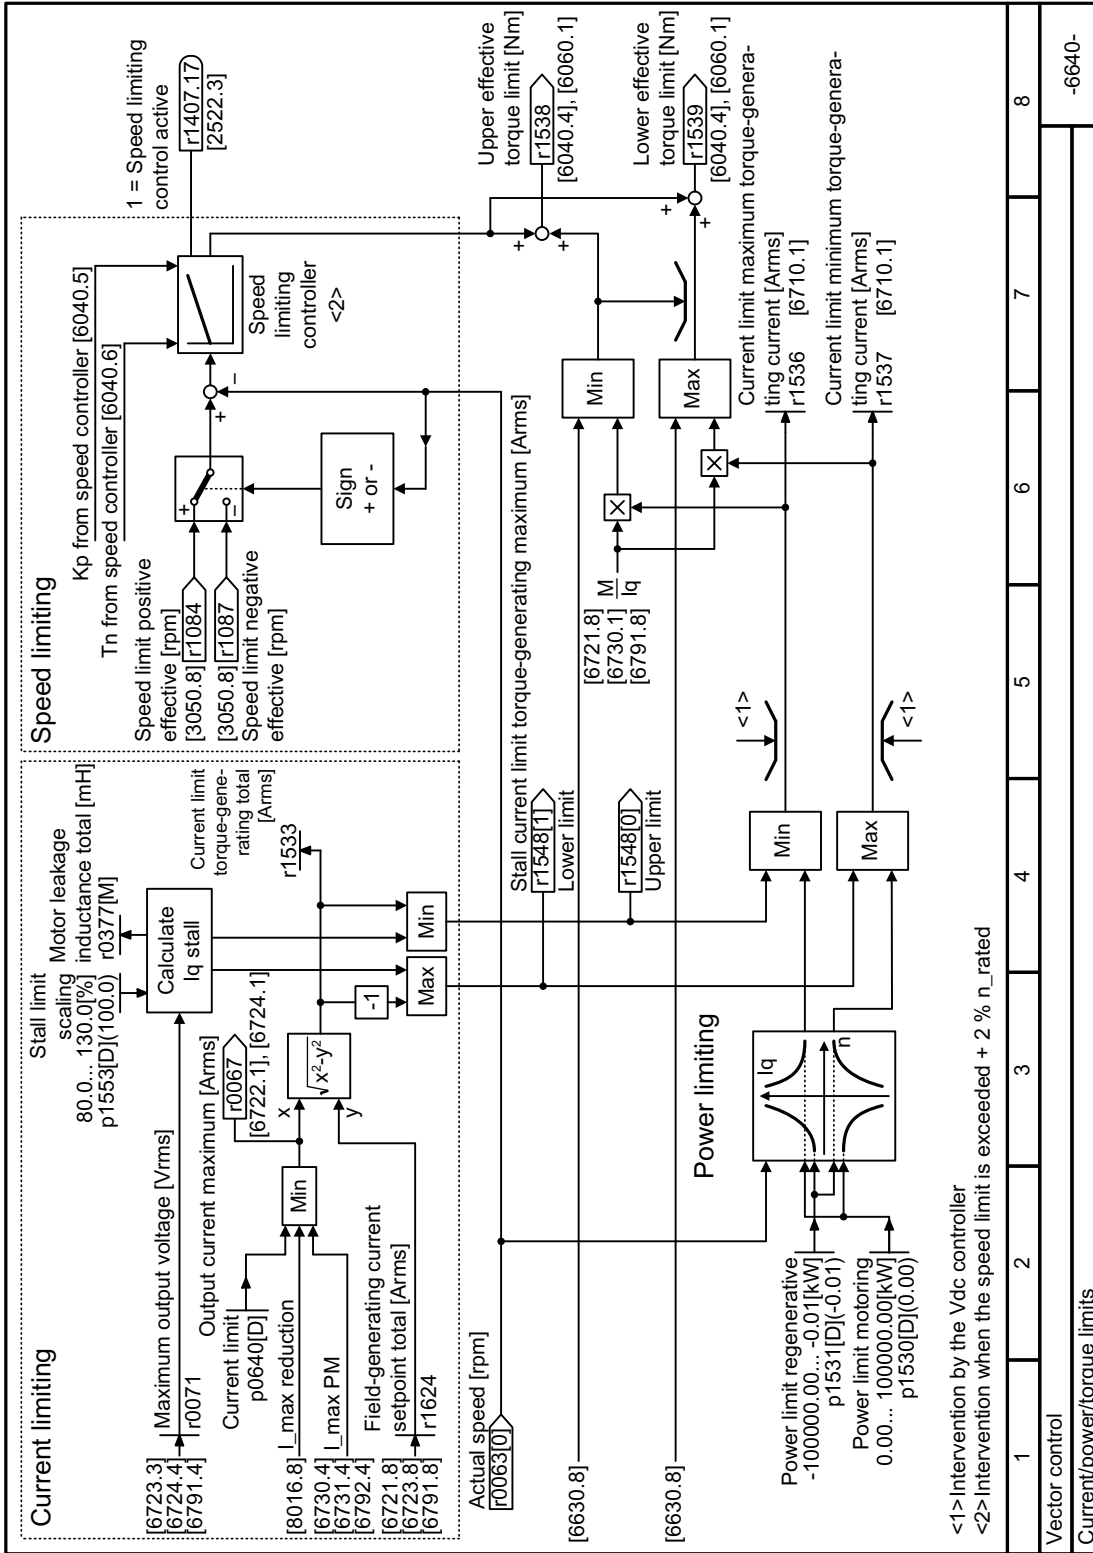 Current limiting
[6723.3]
[6724.4]
[6791.4]
Maximum output voltage [Vrms]
r0071
Stall limit
scaling
80.0... 130.0[%]
p1553[D](100.0)
Motor leakage
inductance total [mH]
r0377[M]
Calculate
Iq stall
Current limit
torque-gene-
rating total
[Arms]
r1533
Output current maximum [Arms]
r0067
[6722.1], [6724.1]
Current limit
p0640[D]
[8016.8]
I_max reduction
[6730.4]
[6731.4]
[6792.4]
I_max PM
Min
x
y
√x²-y²
-1
Max
Min
[6721.8]
[6723.8]
[6791.8]
Field-generating current
setpoint total [Arms]
r1624
Speed limiting
Kp from speed controller [6040.5]
Tn from speed controller [6040.6]
Speed limit positive
effective [rpm]
[3050.8] r1084
[3050.8] r1087
Speed limit negative
effective [rpm]
+
–
Sign
+ or -
+
–
Speed
limiting
controller
<2>
1 = Speed limiting
control active
r1407.17
[2522.3]
Actual speed [rpm]
r0063[0]
Stall current limit torque-generating maximum [Arms]
r1548[1]
Lower limit
r1548[0]
Upper limit
[6630.8]
[6630.8]
[6721.8]
[6730.1]
[6791.8]
M
Iq
Min
Max
+
+
+
+
Upper effective
torque limit [Nm]
r1538
[6040.4], [6060.1]
Lower effective
torque limit [Nm]
r1539
[6040.4], [6060.1]
Current limit maximum torque-genera-
ting current [Arms]
r1536 [6710.1]
Current limit minimum torque-genera-
ting current [Arms]
r1537 [6710.1]
Power limiting
Iq
n
Min
Max
<1>
<1>
Power limit regenerative
-100000.00... -0.01[kW]
p1531[D](-0.01)
Power limit motoring
0.00... 100000.00[kW]
p1530[D](0.00)
<1> Intervention by the Vdc controller
<2> Intervention when the speed limit is exceeded + 2 % n_rated
1 2 3 4 5 6 7 8
Vector control
Current/power/torque limits
-6640-